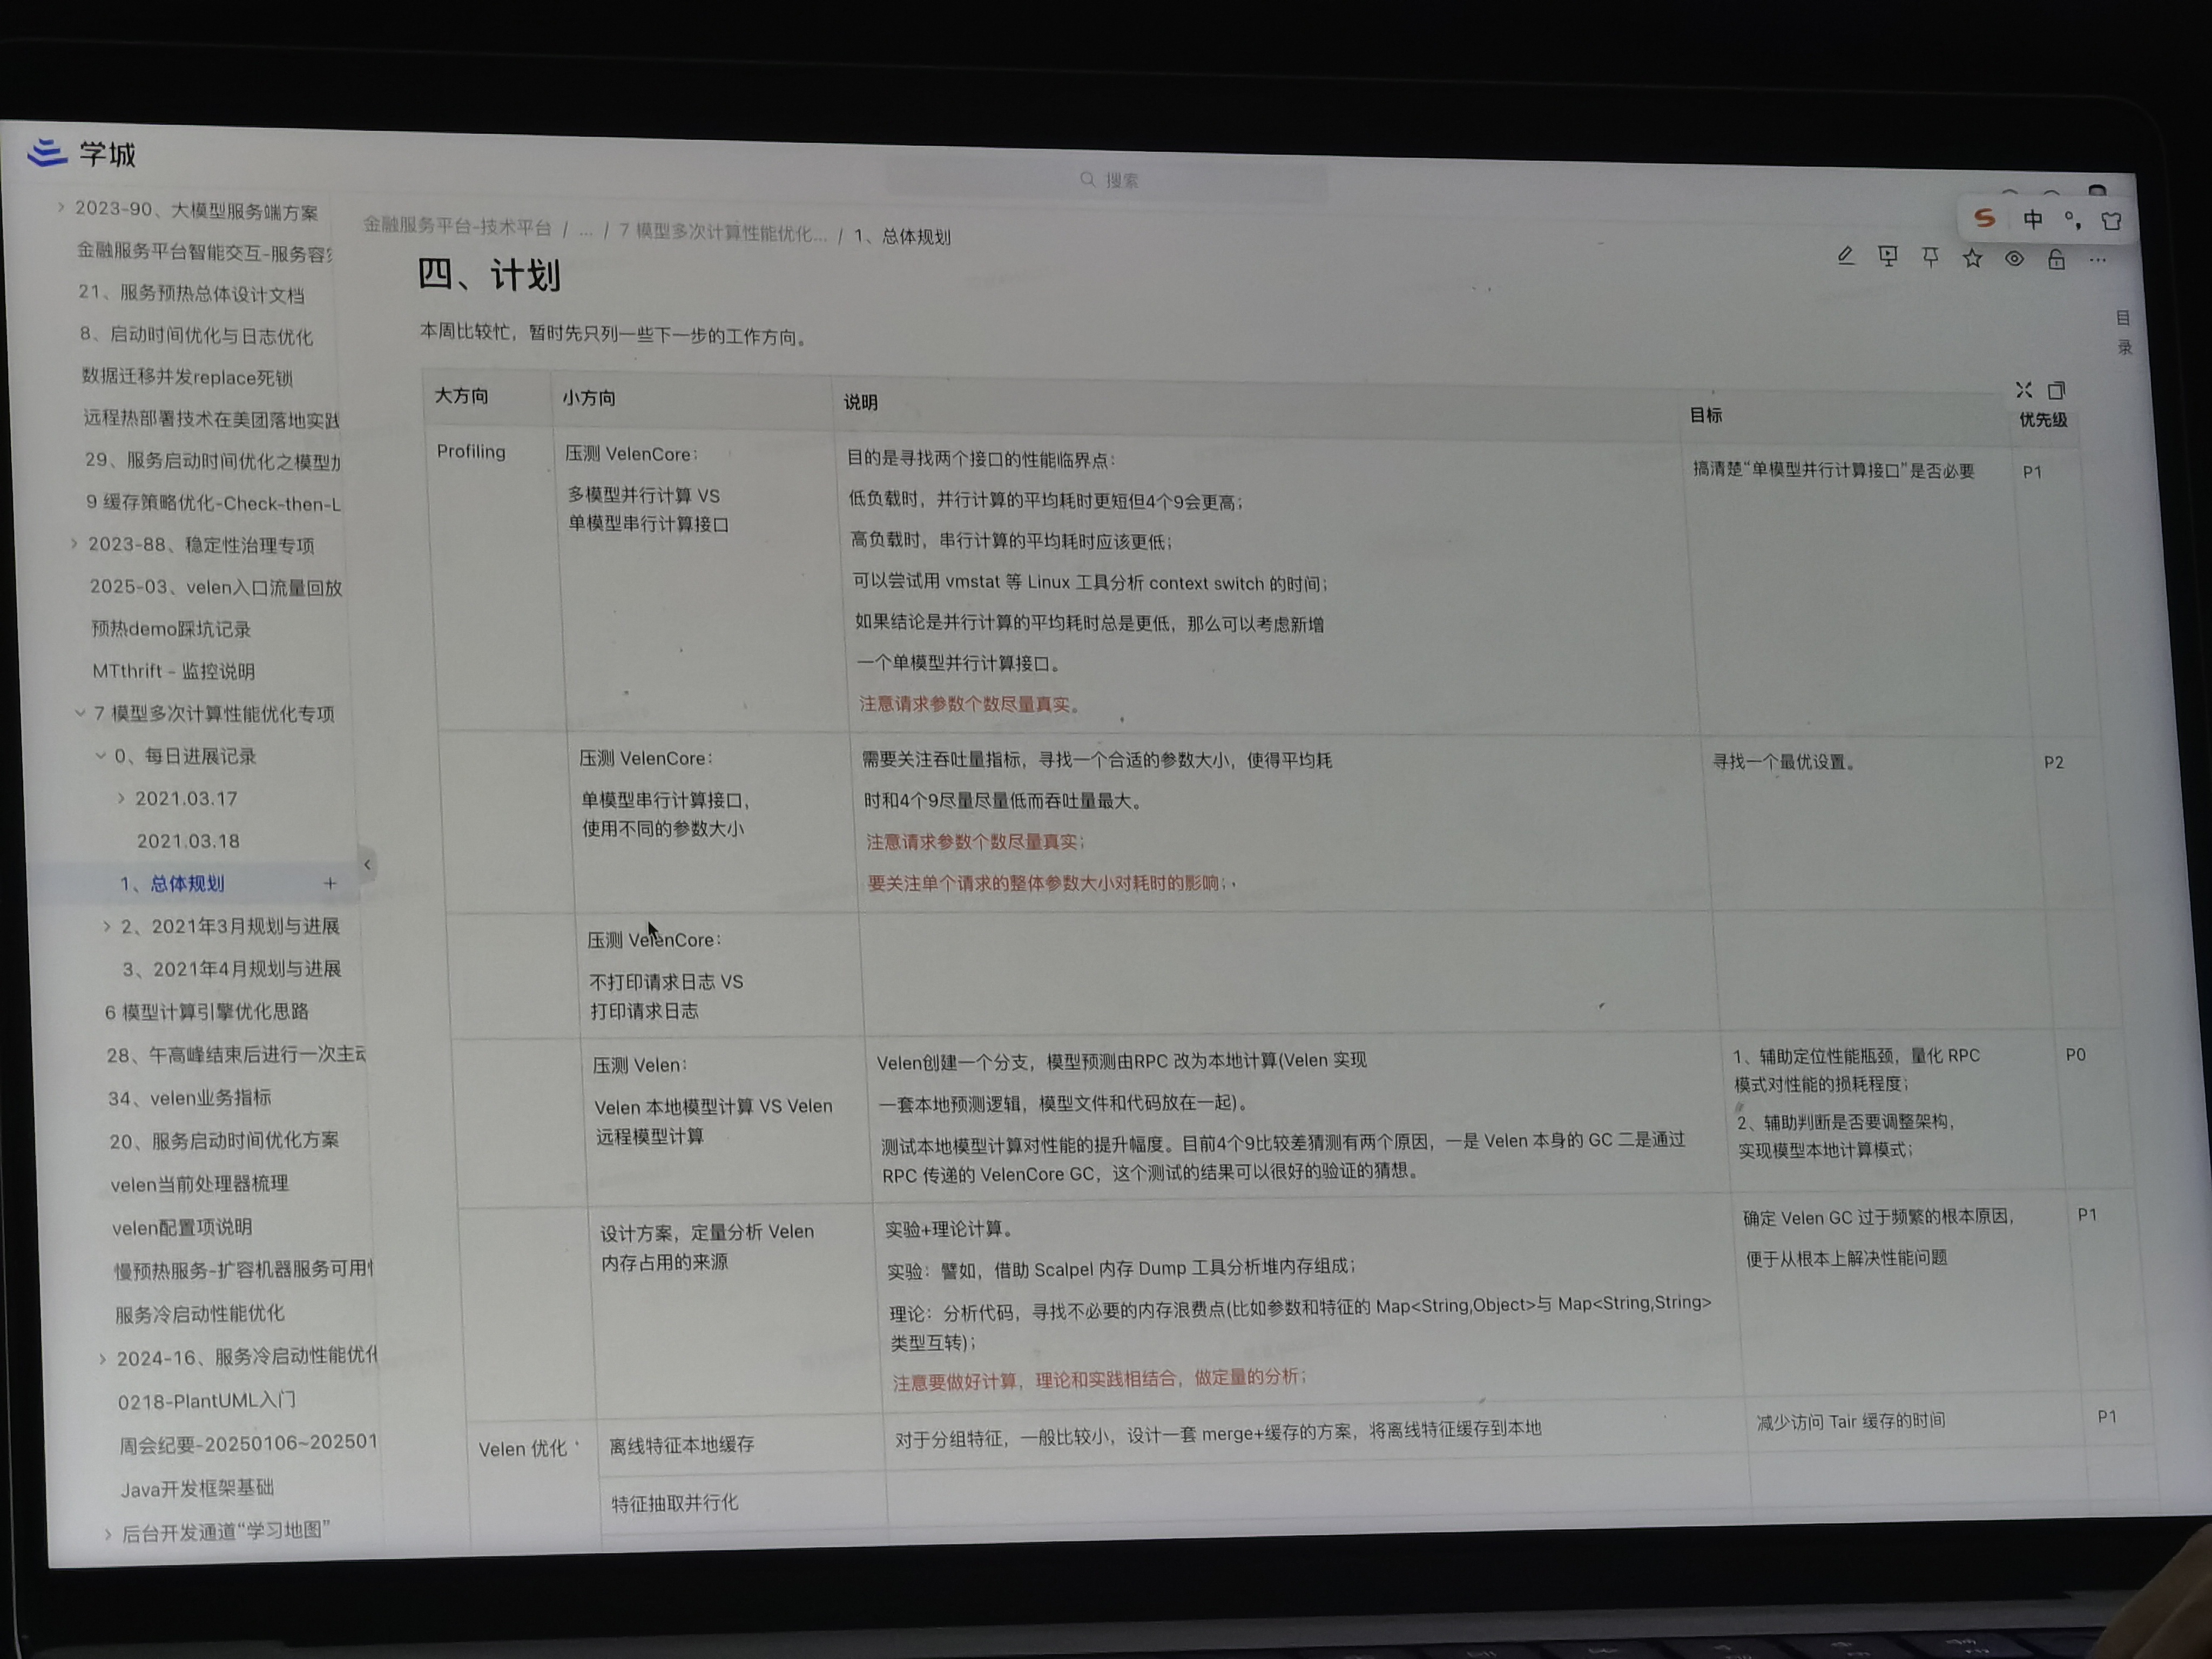 学城
搜索
中
2023-90、大模型服务端方案
金融服务平台智能交互-服务容
21、服务预热总体设计文档
8、启动时间优化与日志优化
数据迁移并发replace死锁
远程热部署技术在美团落地实践
29、服务启动时间优化之模型
9 缓存策略优化-Check-then-L
2023-88、稳定性治理专项
2025-03、velen入口流量回放
预热demo踩坑记录
MTthrift - 监控说明
7 模型多次计算性能优化专项
0、每日进展记录
2021.03.17
2021.03.18
1、总体规划
2、2021年3月规划与进展
3、2021年4月规划与进展
6 模型计算引擎优化思路
28、午高峰结束后进行一次主动
34、velen业务指标
20、服务启动时间优化方案
velen当前处理器梳理
velen配置项说明
慢预热服务-扩容机器服务可用
服务冷启动性能优化
2024-16、服务冷启动性能优化
0218-PlantUML入门
周会纪要-20250106~202501
Java开发框架基础
后台开发通道“学习地图”
金融服务平台-技术平台 / ... / 7 模型多次计算性能优化... / 1、总体规划
目
录
四、计划
本周比较忙，暂时先只列一些下一步的工作方向。
大方向 小方向 说明 目标 优先级
Profiling
压测 VelenCore：
多模型并行计算 VS
单模型串行计算接口
目的是寻找两个接口的性能临界点：
低负载时，并行计算的平均耗时更短但4个9会更高；
高负载时，串行计算的平均耗时应该更低；
可以尝试用 vmstat 等 Linux 工具分析 context switch 的时间；
如果结论是并行计算的平均耗时总是更低，那么可以考虑新增
一个单模型并行计算接口。
注意请求参数个数尽量真实。
搞清楚“单模型并行计算接口”是否必要
P1
压测 VelenCore：
单模型串行计算接口，
使用不同的参数大小
需要关注吞吐量指标，寻找一个合适的参数大小，使得平均耗
时和4个9尽量尽量低而吞吐量最大。
注意请求参数个数尽量真实；
要关注单个请求的整体参数大小对耗时的影响；
寻找一个最优设置。
P2
压测 VelenCore：
不打印请求日志 VS
打印请求日志
压测 Velen：
Velen 本地模型计算 VS Velen
远程模型计算
Velen创建一个分支，模型预测由RPC 改为本地计算(Velen 实现
一套本地预测逻辑，模型文件和代码放在一起)。
测试本地模型计算对性能的提升幅度。目前4个9比较差猜测有两个原因，一是 Velen 本身的 GC 二是通过
RPC 传递的 VelenCore GC，这个测试的结果可以很好的验证的猜想。
1、辅助定位性能瓶颈，量化 RPC
模式对性能的损耗程度；
2、辅助判断是否要调整架构，
实现模型本地计算模式；
P0
设计方案，定量分析 Velen
内存占用的来源
实验+理论计算。
实验：譬如，借助 Scalpel 内存 Dump 工具分析堆内存组成；
理论：分析代码，寻找不必要的内存浪费点(比如参数和特征的 Map<String,Object>与 Map<String,String>
类型互转)；
注意要做好计算，理论和实践相结合，做定量的分析；
确定 Velen GC 过于频繁的根本原因，
便于从根本上解决性能问题
P1
Velen 优化
离线特征本地缓存
对于分组特征，一般比较小，设计一套 merge+缓存的方案，将离线特征缓存到本地
减少访问 Tair 缓存的时间
P1
特征抽取并行化